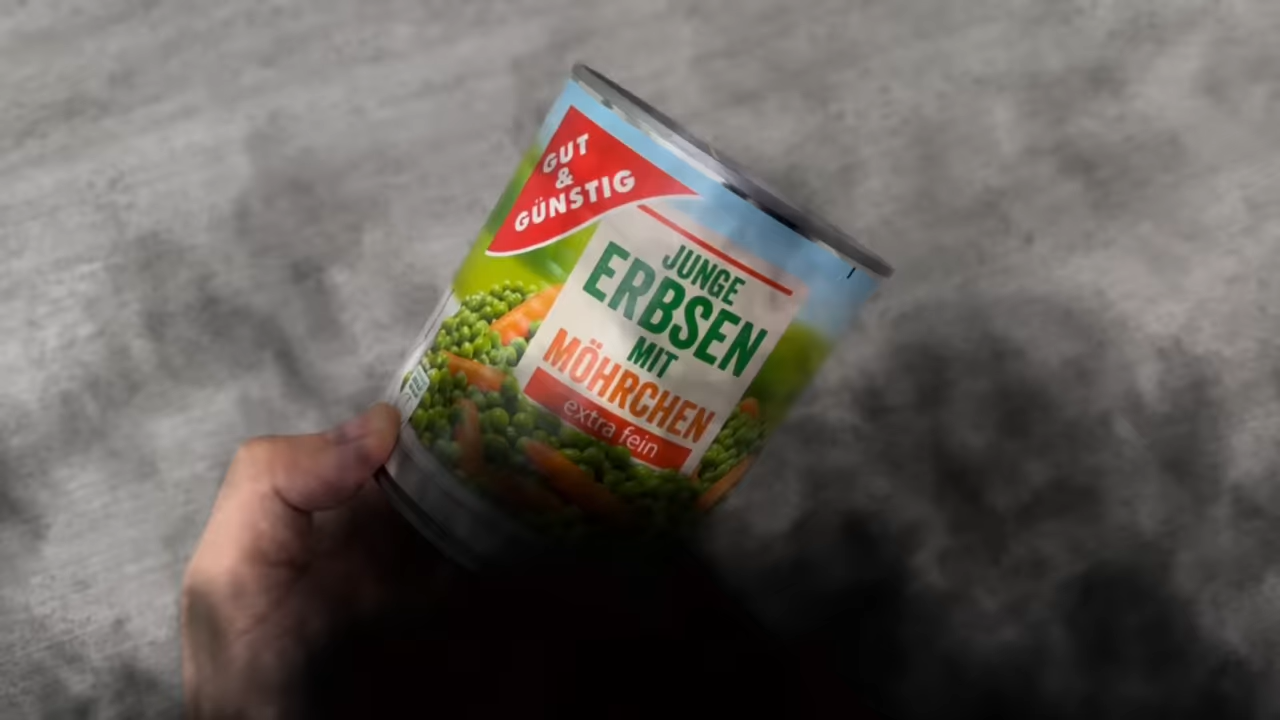 GUT
&
GÜNSTIG
JUNGE
ERBSEN
MIT
MÖHRCHEN
extra fein